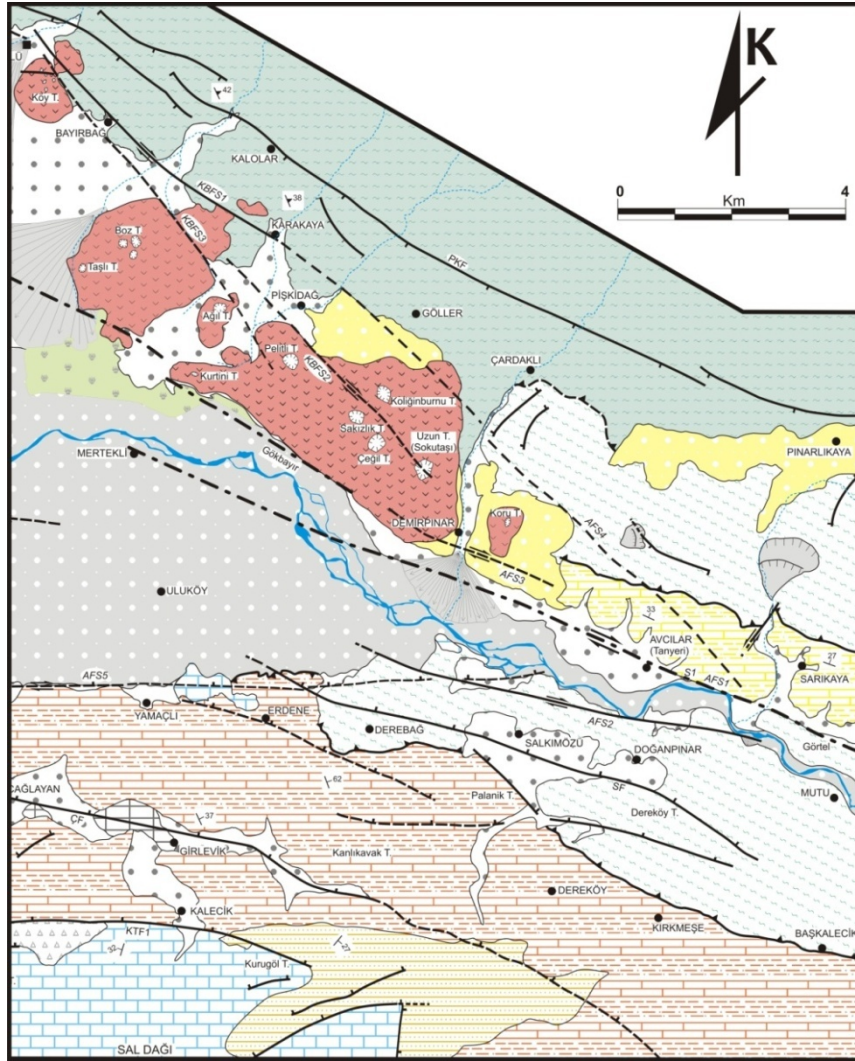 K
0 4
Km
LÜ
Köy T.
42
BAYIRBAĞ
KALOLAR
KBFS1
38
KARAKAYA
KBFS3
Boz T.
Taşlı T.
PKF
PİŞKİDAĞ
GÖLLER
Ağıl T.
Pelitli T.
KBFS2
ÇARDAKLI
Kurtini T.
Koliğinburnu T.
Sakızlık T.
Uzun T.
(Sokutaşı)
Çeğil T.
PINARLIKAYA
MERTEKLİ
Gökbayır
Koru T.
DEMİRPINAR
AFS4
AFS3
ULUKÖY
33
AVCILAR
(Tanyeri)
27
SARIKAYA
S1
AFS1
AFS5
YAMAÇLI
ERDENE
DEREBAĞ
AFS2
SALKIMÖZÜ
DOĞANPINAR
Görtel
SF
MUTU
62
Palanik T.
Dereköy T.
ÇAĞLAYAN
ÇF
37
GİRLEVİK
Kanlıkavak T.
DEREKÖY
KALECİK
KIRKMEŞE
KTF1
BAŞKALECİK
32
27
Kurugöl T.
SAL DAĞI